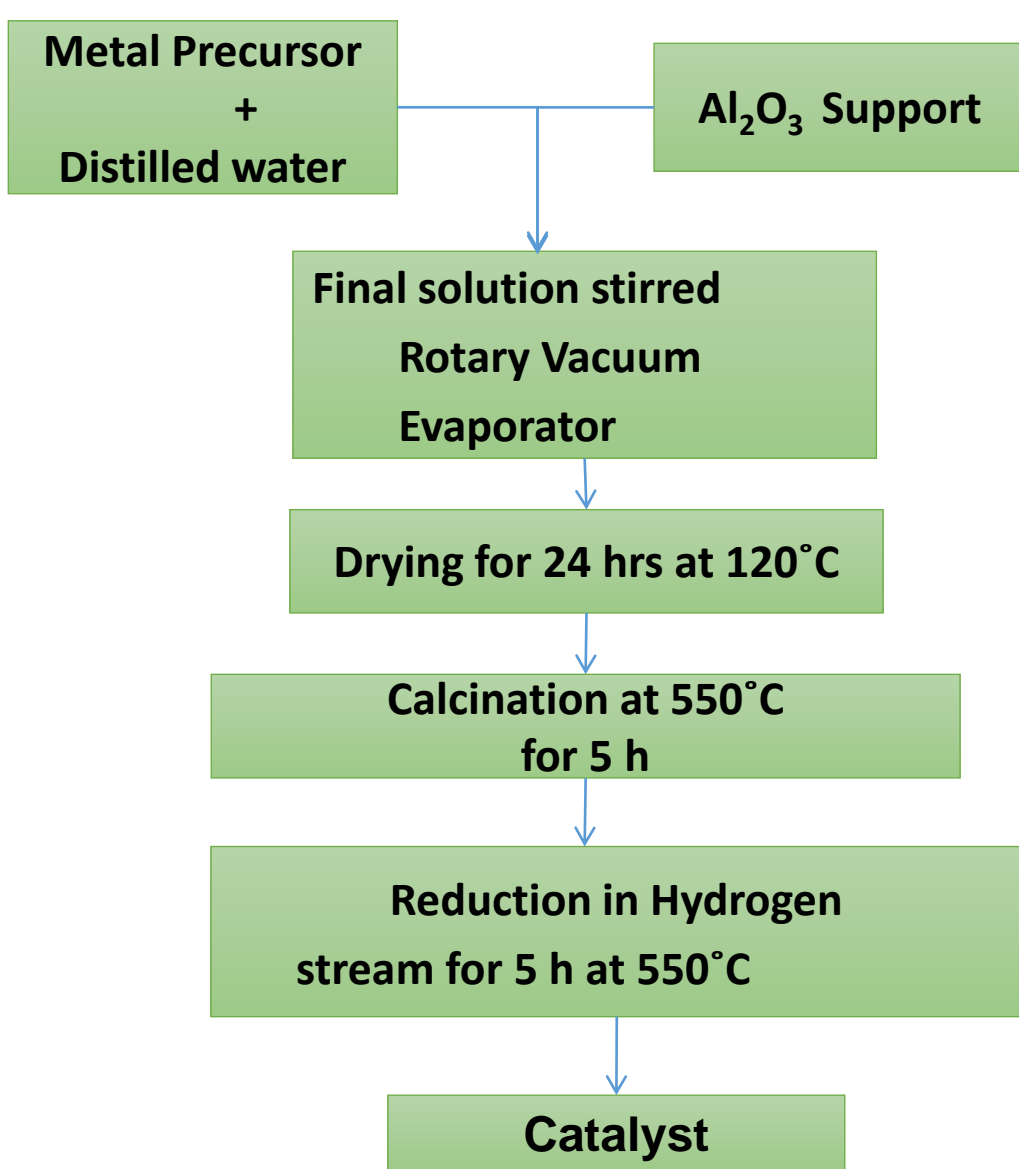 Metal Precursor
+
Distilled water
Al₂O₃ Support
Final solution stirred
Rotary Vacuum
Evaporator
Drying for 24 hrs at 120˚C
Calcination at 550˚C
for 5 h
Reduction in Hydrogen
stream for 5 h at 550˚C
Catalyst